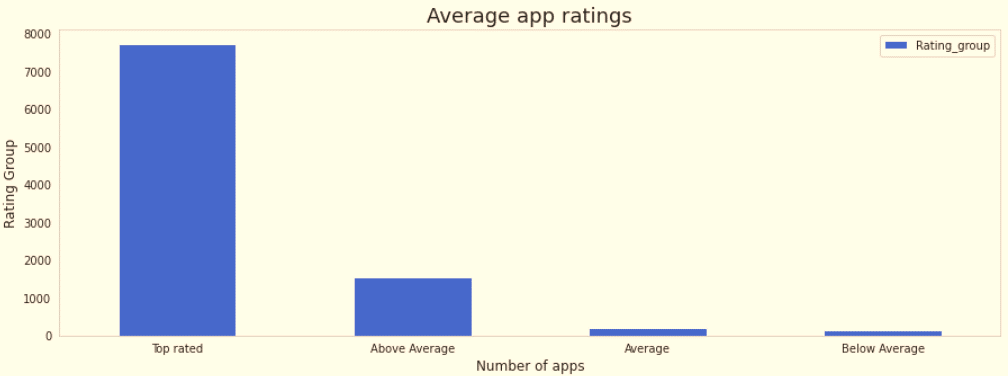 Average app ratings
Rating_group
8000
7000
6000
5000
4000
3000
2000
1000
0
Rating Group
Top rated Above Average Average Below Average
Number of apps